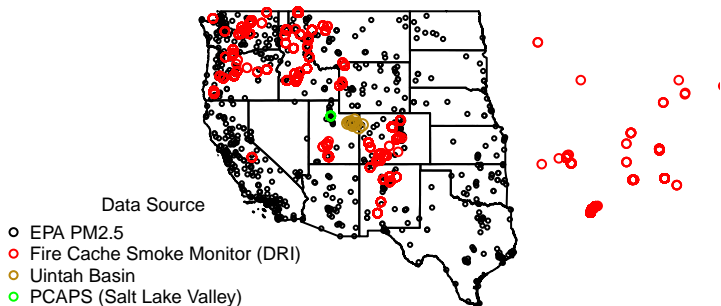 Data Source
EPA PM2.5
Fire Cache Smoke Monitor (DRI)
Uintah Basin
PCAPS (Salt Lake Valley)